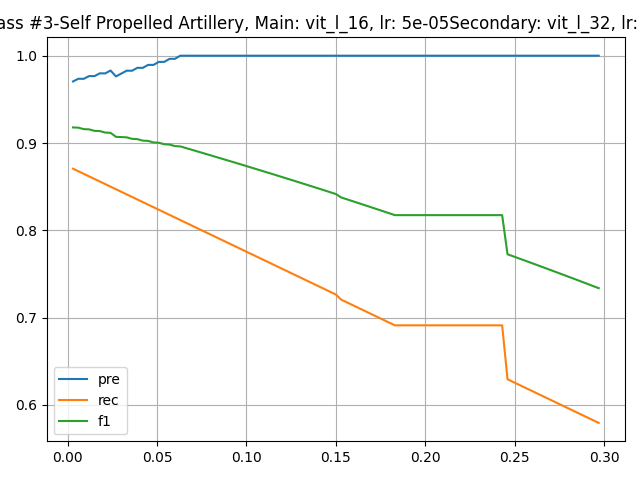 ass #3-Self Propelled Artillery, Main: vit_l_16, lr: 5e-05Secondary: vit_l_32, lr:
1.0
0.9
0.8
0.7
0.6
pre
rec
f1
0.00 0.05 0.10 0.15 0.20 0.25 0.30